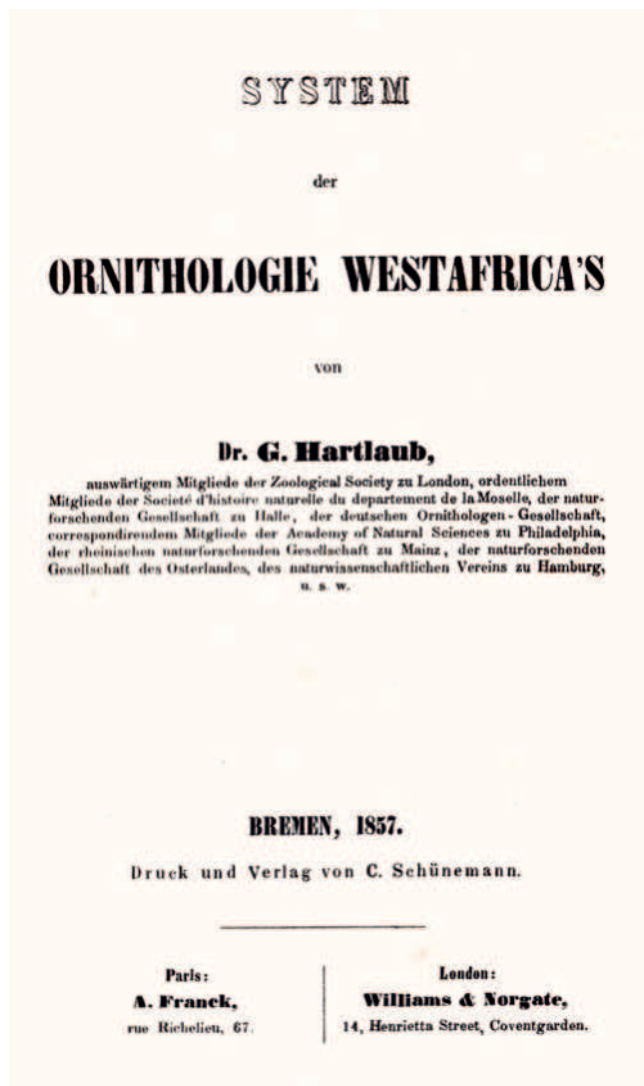 SYSTEM
der
ORNITHOLOGIE WESTAFRICA'S
von
Dr. G. Hartlaub,
auswärtigem Mitgliede der Zoological Society zu London, ordentlichem
Mitgliede der Societé d'histoire naturelle du departement de la Moselle, der natur-
forschenden Gesellschaft zu Halle, der deutschen Ornithologen-Gesellschaft,
correspondirendem Mitgliede der Academy of Natural Sciences zu Philadelphia,
der rheinischen naturforschenden Gesellschaft zu Mainz, der naturforschenden
Gesellschaft des Osterlandes, des naturwissenschaftlichen Vereins zu Hamburg,
u. s. w.
BREMEN, 1857.
Druck und Verlag von C. Schünemann.
Paris:
A. Franck,
rue Richelieu, 67.
London:
Williams & Norgate,
14, Henrietta Street, Coventgarden.